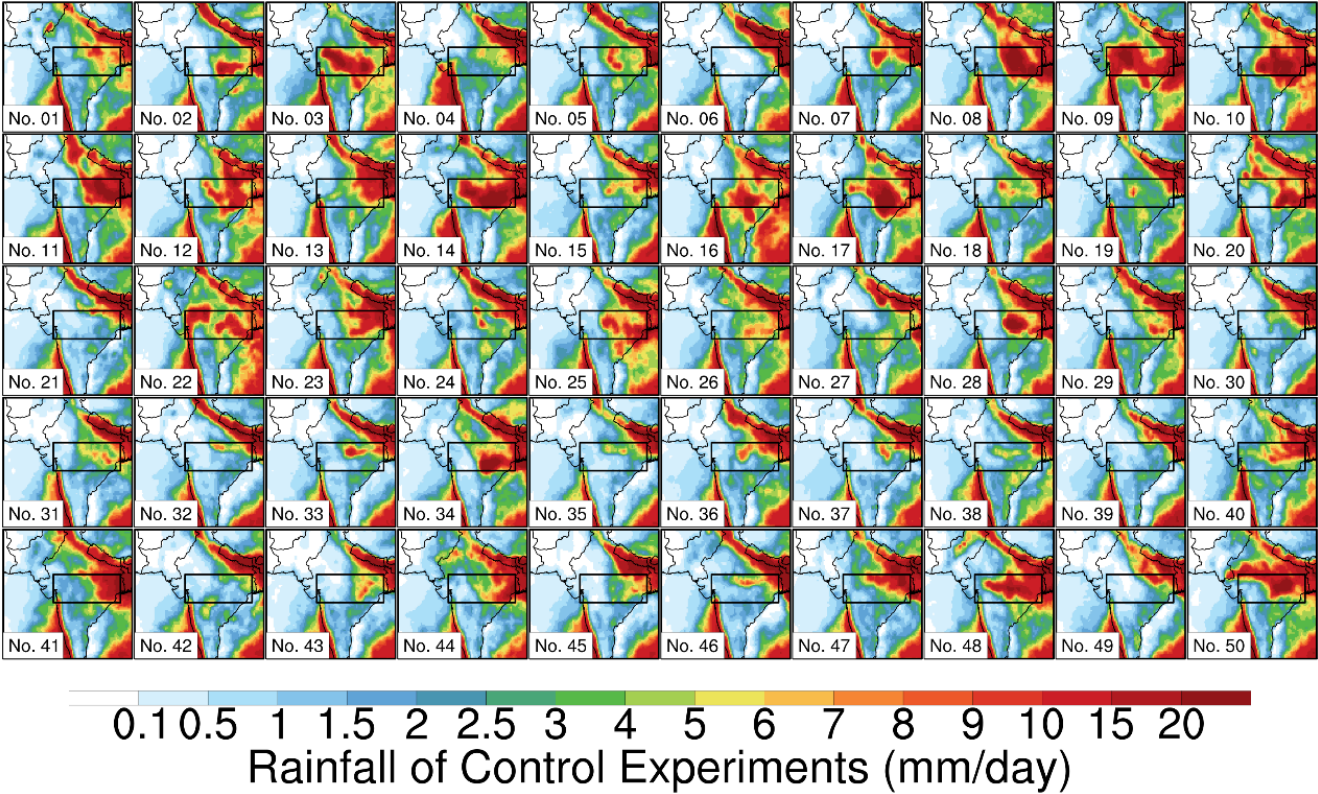 No. 01 No. 02 No. 03 No. 04 No. 05 No. 06 No. 07 No. 08 No. 09 No. 10
No. 11 No. 12 No. 13 No. 14 No. 15 No. 16 No. 17 No. 18 No. 19 No. 20
No. 21 No. 22 No. 23 No. 24 No. 25 No. 26 No. 27 No. 28 No. 29 No. 30
No. 31 No. 32 No. 33 No. 34 No. 35 No. 36 No. 37 No. 38 No. 39 No. 40
No. 41 No. 42 No. 43 No. 44 No. 45 No. 46 No. 47 No. 48 No. 49 No. 50
0.1 0.5 1 1.5 2 2.5 3 4 5 6 7 8 9 10 15 20
Rainfall of Control Experiments (mm/day)